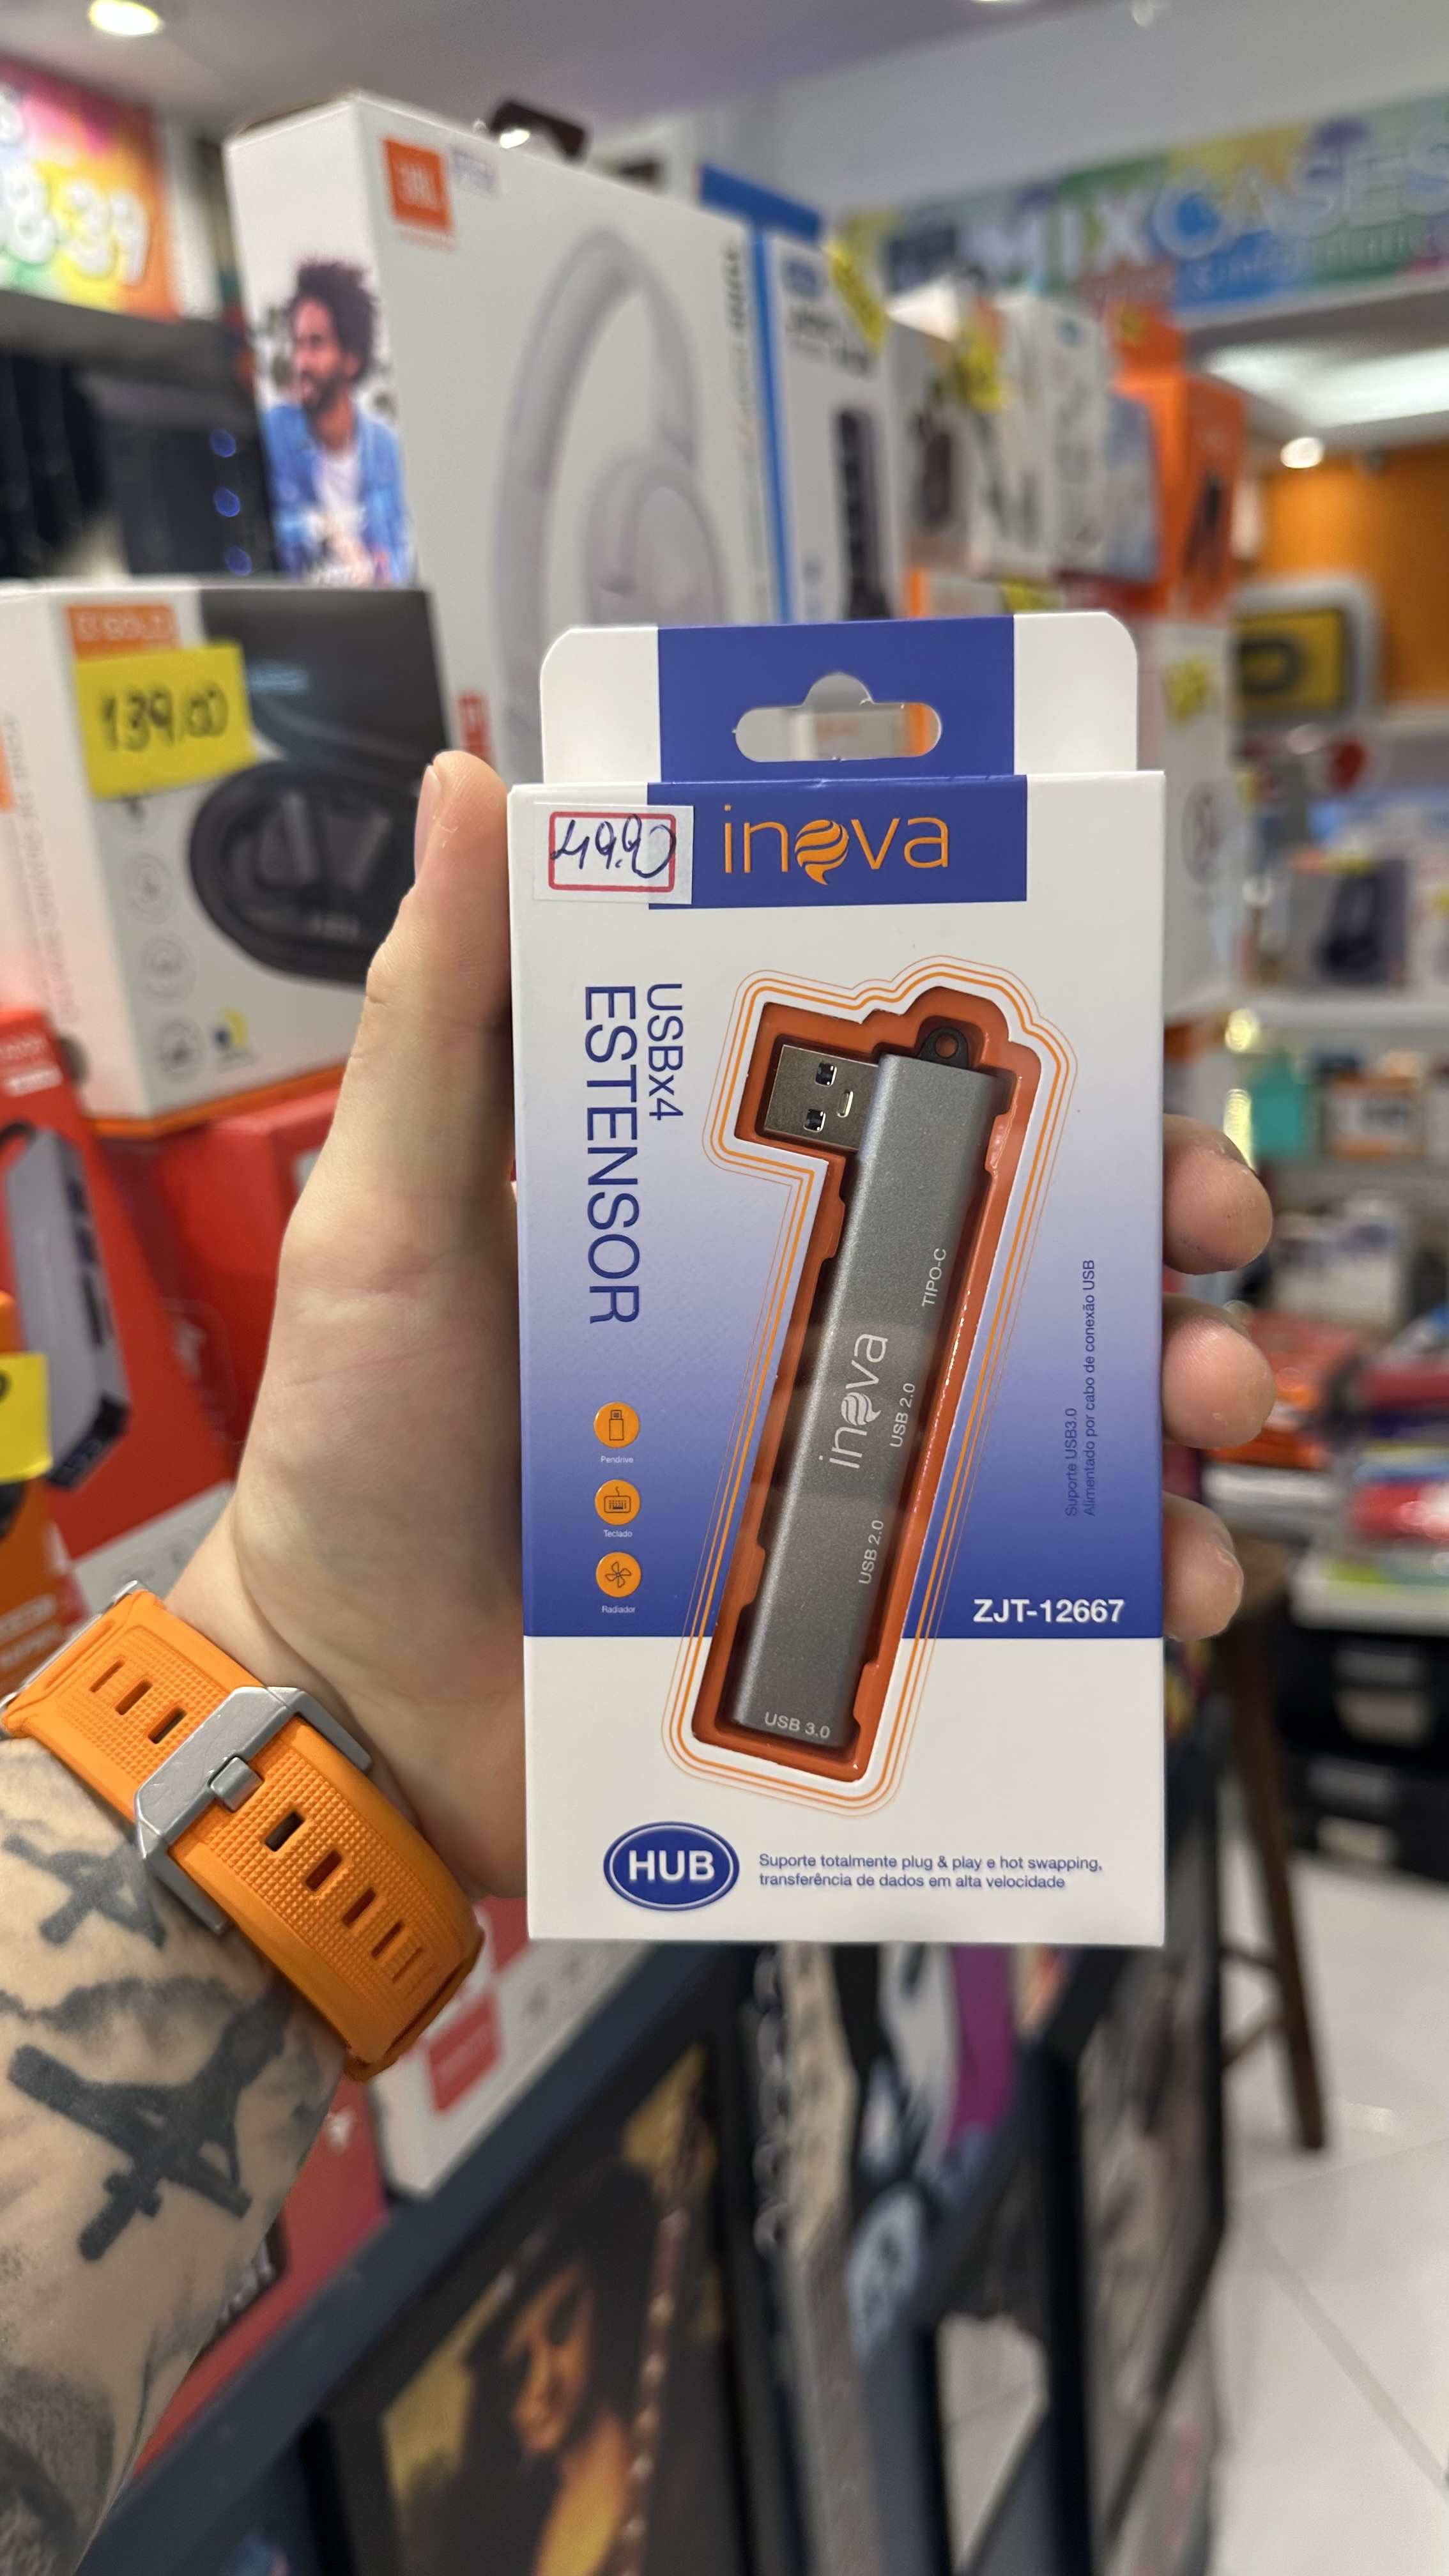 JBL
MIXCASES
139.00
49.90
inova
USBx4
ESTENSOR
TIPO-C
inova
USB 2.0
USB 2.0
USB 3.0
Pendrive
Teclado
Radiador
Suporte USB3.0
Alimentado por cabo de conexão USB
ZJT-12667
HUB
Suporte totalmente plug & play e hot swapping,
transferência de dados em alta velocidade